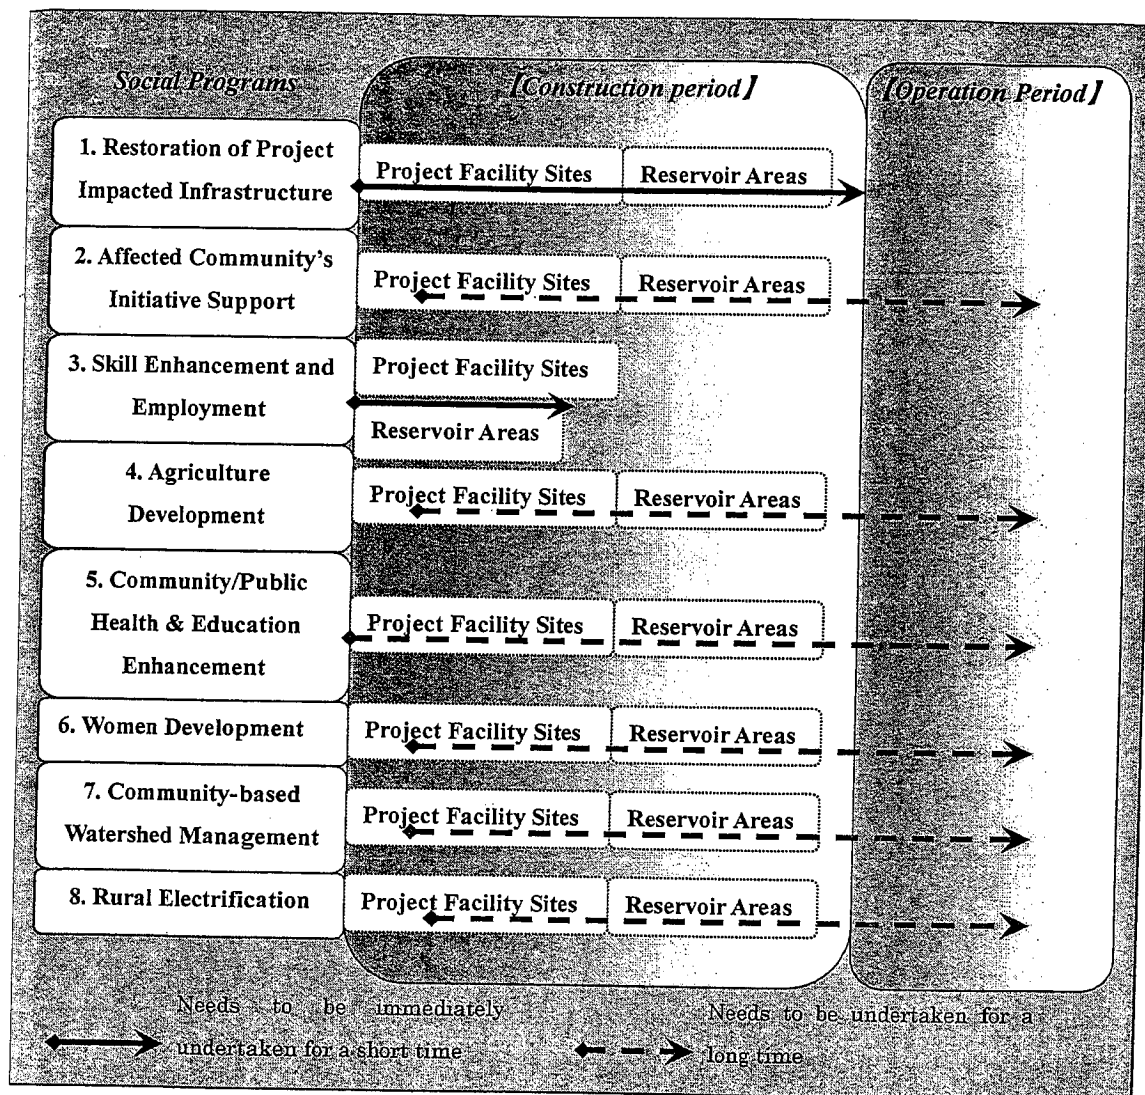 Social Programs
【Construction period】
【Operation Period】
1. Restoration of Project
Impacted Infrastructure
Project Facility Sites
Reservoir Areas
2. Affected Community's
Initiative Support
Project Facility Sites
Reservoir Areas
3. Skill Enhancement and
Employment
Project Facility Sites
Reservoir Areas
4. Agriculture
Development
Project Facility Sites
Reservoir Areas
5. Community/Public
Health & Education
Enhancement
Project Facility Sites
Reservoir Areas
6. Women Development
Project Facility Sites
Reservoir Areas
7. Community-based
Watershed Management
Project Facility Sites
Reservoir Areas
8. Rural Electrification
Project Facility Sites
Reservoir Areas
Needs to be immediately
undertaken for a short time
Needs to be undertaken for a
long time